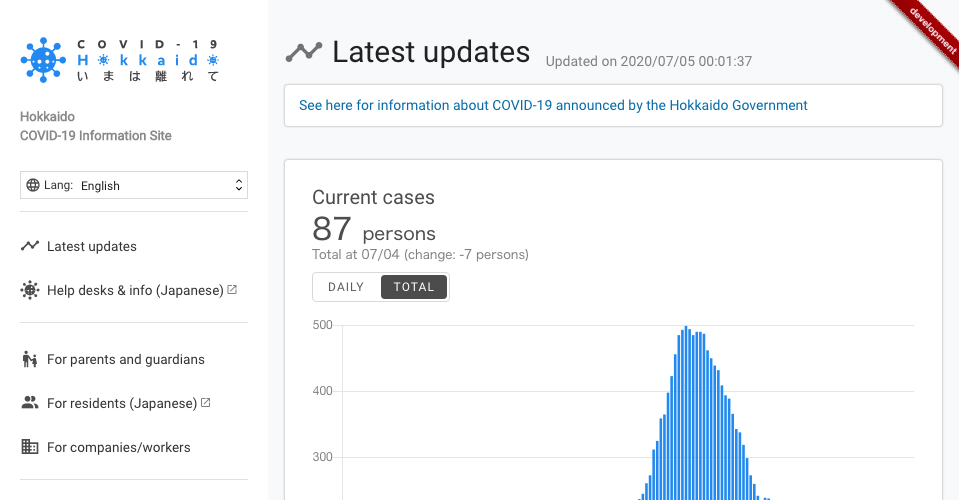 COVID-19
Hokkaido
いまは離れて
Hokkaido
COVID-19 Information Site
Lang: English
Latest updates
Help desks & info (Japanese)
For parents and guardians
For residents (Japanese)
For companies/workers
development
Latest updates Updated on 2020/07/05 00:01:37
See here for information about COVID-19 announced by the Hokkaido Government
Current cases
87 persons
Total at 07/04 (change: -7 persons)
DAILY TOTAL
500
400
300